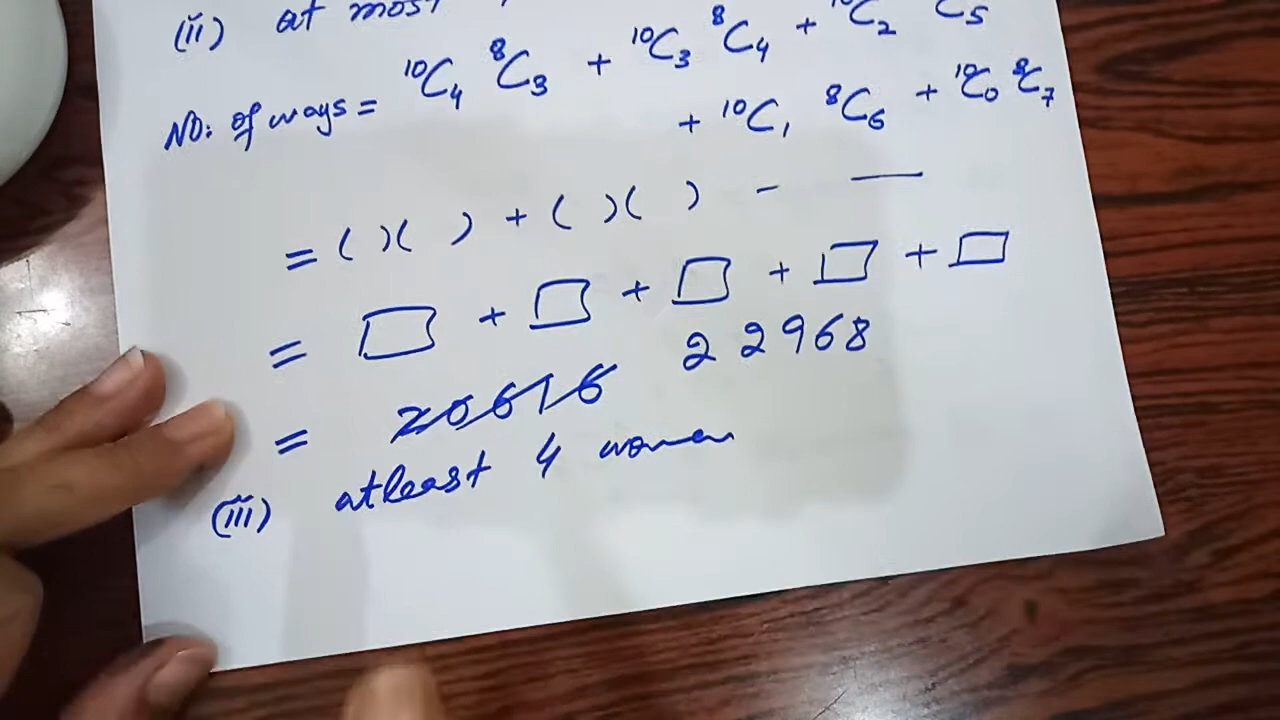 (ii) at most
No: of ways = ¹⁰C₄ ⁸C₃ + ¹⁰C₃ ⁸C₄ + ¹⁰C₂ C₅
+ ¹⁰C₁ ⁸C₆ + ¹⁰C₀ ⁸C₇
= ( )( ) + ( )( ) - —
= □ + □ + □ + □ + □
= 20616 22968
(iii) atleast 4 women